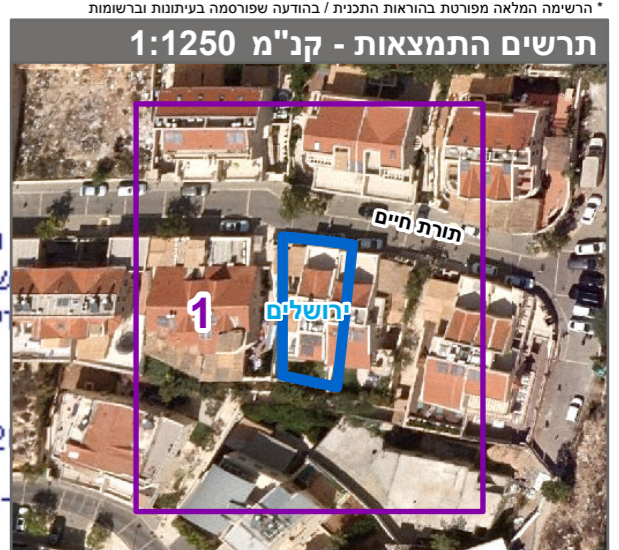 * הרשימה המלאה מפורטת בהוראות התכנית / בהודעה שפורסמה בעיתונות וברשומות
תרשים התמצאות - קנ"מ 1:1250
תורת חיים
ירושלים
1